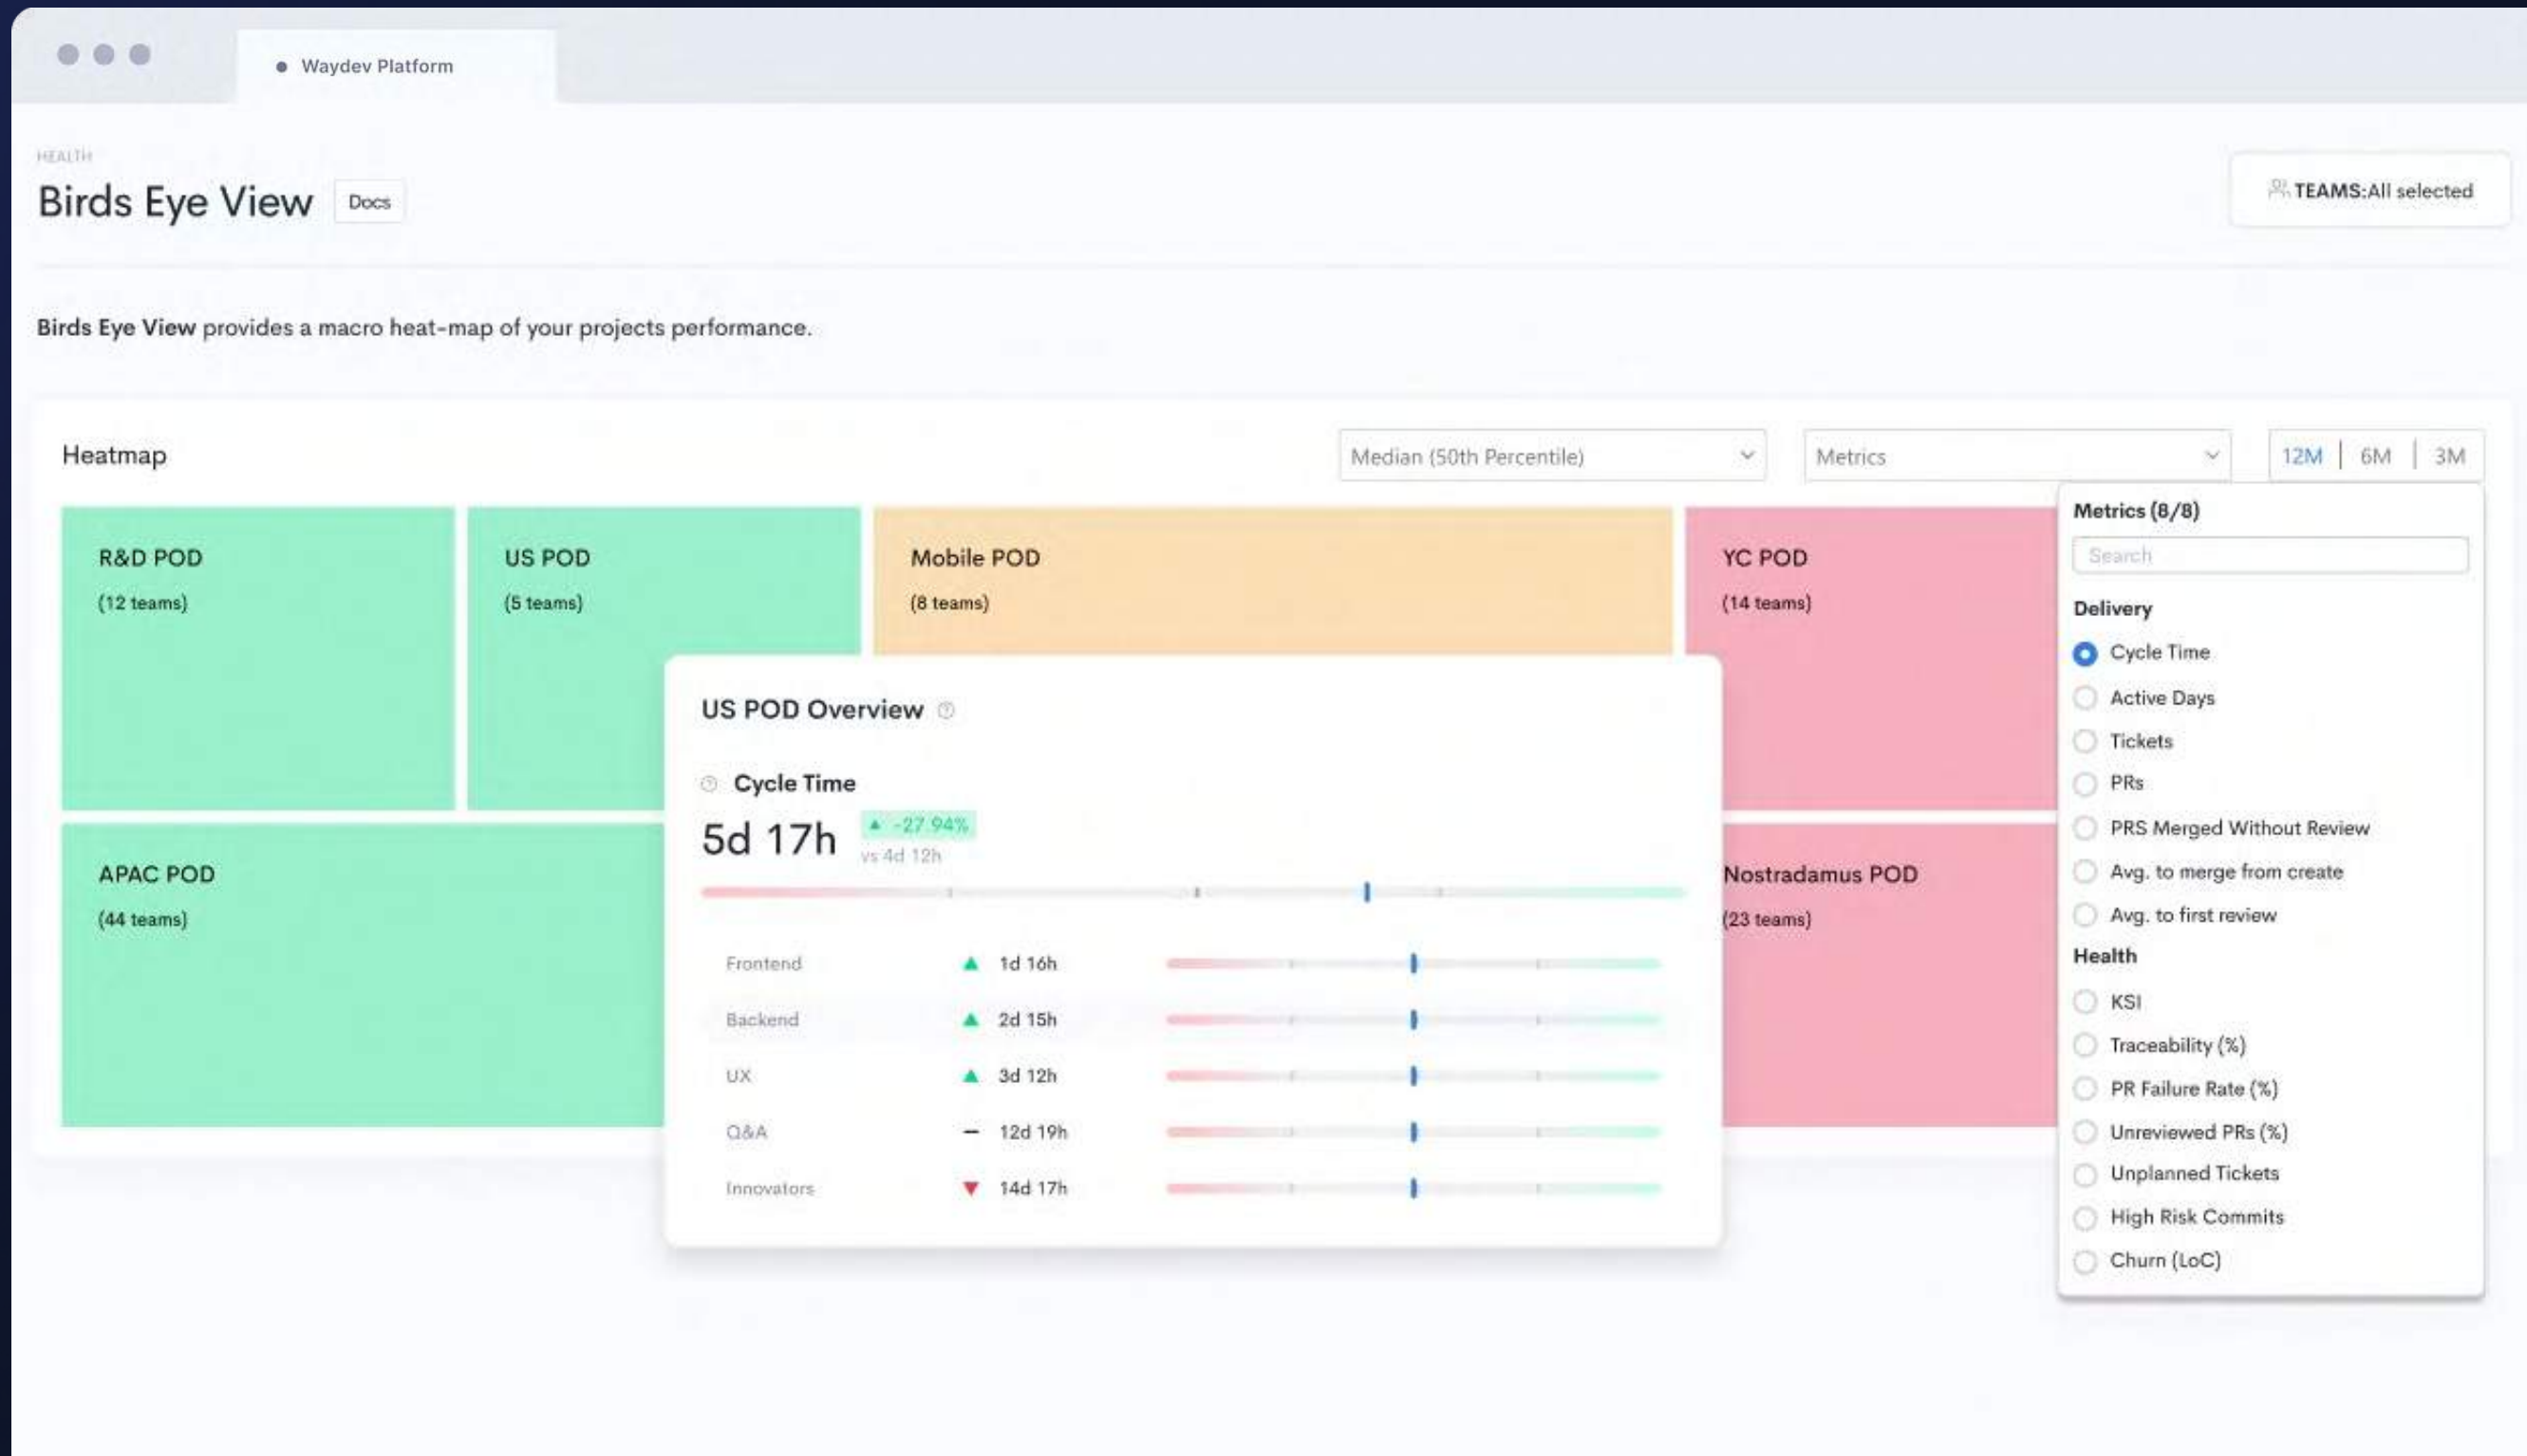 Waydev Platform
HEALTH
Birds Eye View
Docs
TEAMS:All selected
Birds Eye View provides a macro heat-map of your projects performance.
Heatmap
Median (50th Percentile)
Metrics
12M | 6M | 3M
R&D POD
(12 teams)
US POD
(5 teams)
Mobile POD
(8 teams)
YC POD
(14 teams)
APAC POD
(44 teams)
Nostradamus POD
(23 teams)
US POD Overview
Cycle Time
5d 17h
-27.94%
vs 4d 12h
Frontend 1d 16h
Backend 2d 15h
UX 3d 12h
Q&A 12d 19h
Innovators 14d 17h
Metrics (8/8)
Search
Delivery
Cycle Time
Active Days
Tickets
PRs
PRS Merged Without Review
Avg. to merge from create
Avg. to first review
Health
KSI
Traceability (%)
PR Failure Rate (%)
Unreviewed PRs (%)
Unplanned Tickets
High Risk Commits
Churn (LoC)